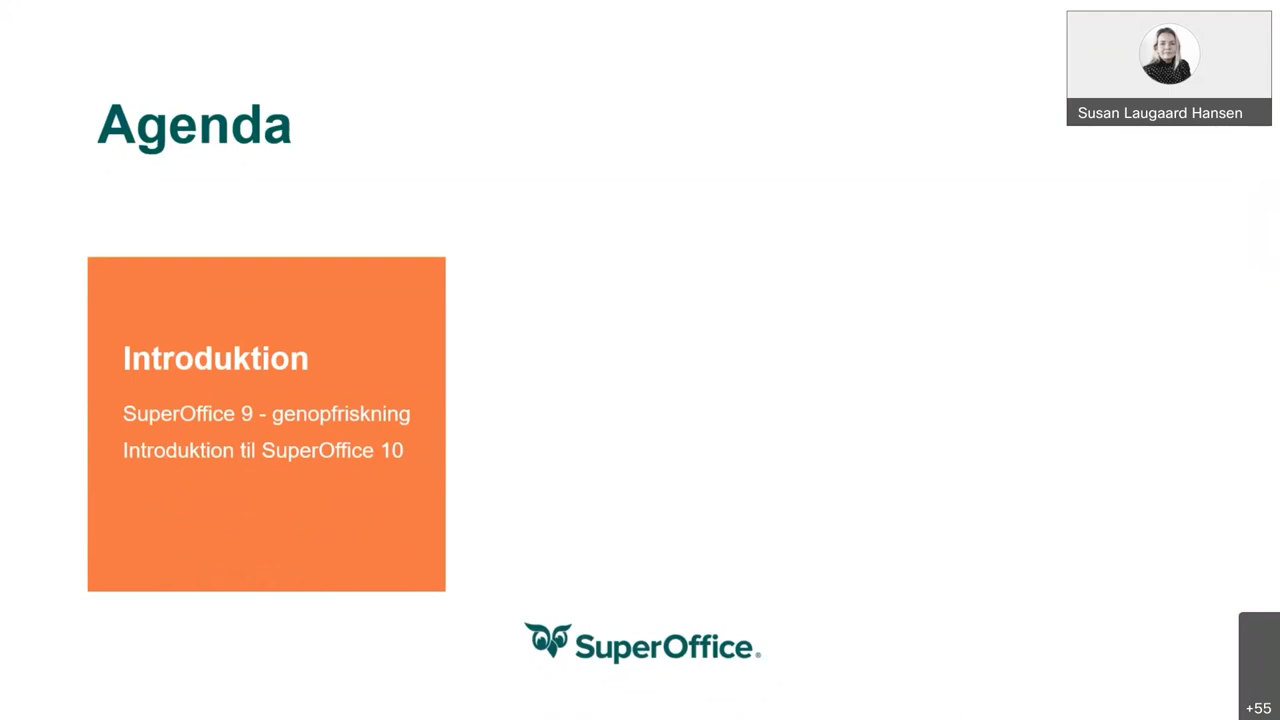 Agenda
Susan Laugaard Hansen
Introduktion
SuperOffice 9 - genopfriskning
Introduktion til SuperOffice 10
SuperOffice®
+55